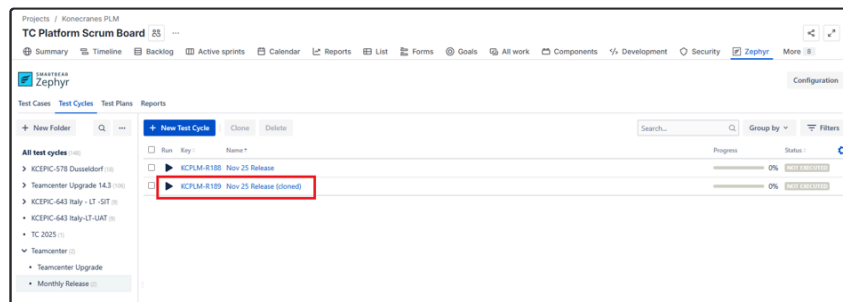 Projects / Konecranes PLM
TC Platform Scrum Board
Summary Timeline Backlog Active sprints Calendar Reports List Forms Goals All work Components Development Security Zephyr More 8
SMARTBEAR
Zephyr
Configuration
Test Cases Test Cycles Test Plans Reports
+ New Folder ... + New Test Cycle Clone Delete Search... Group by Filters
All test cycles (146)
Run Key Name Progress Status
KCEPIC-578 Dusseldorf (18)
KCPLM-R188 Nov 25 Release 0% NOT EXECUTED
Teamcenter Upgrade 14.3 (106)
KCPLM-R189 Nov 25 Release (cloned) 0% NOT EXECUTED
KCEPIC-643 Italy - LT -SIT
KCEPIC-643 Italy-LT-UAT
TC 2025 (1)
Teamcenter (2)
Teamcenter Upgrade
Monthly Release (2)